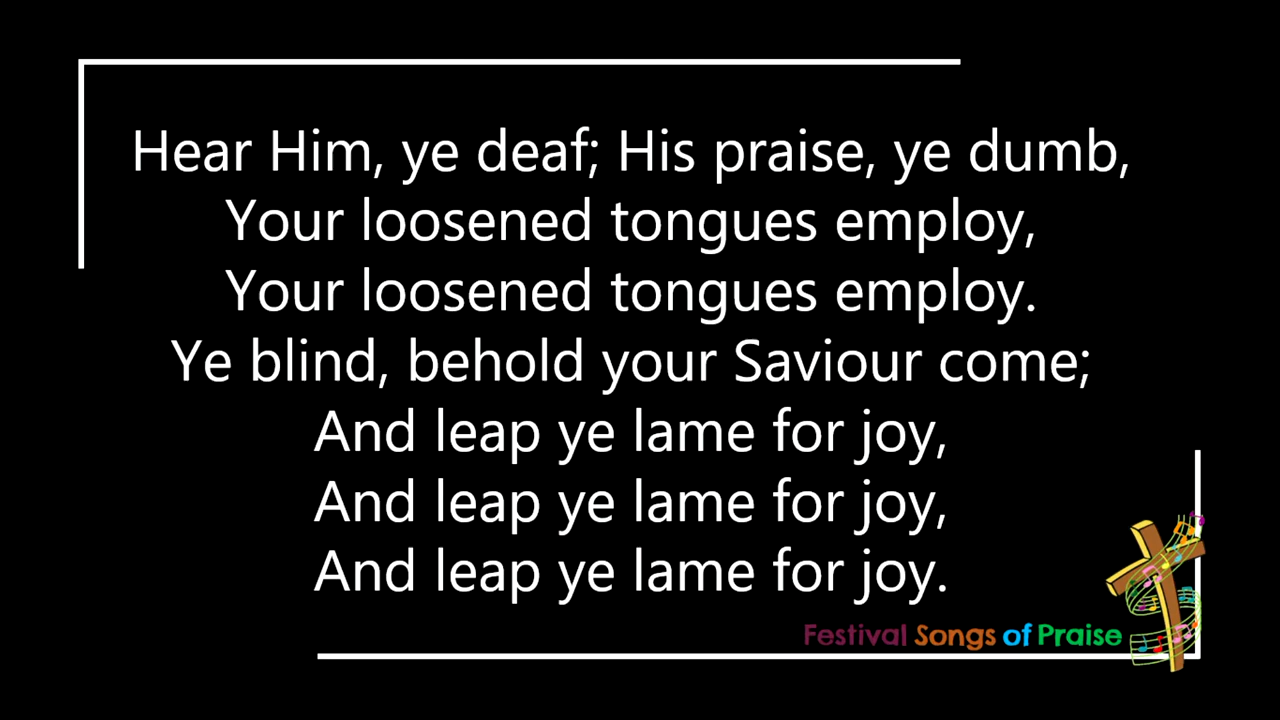 Hear Him, ye deaf; His praise, ye dumb,
Your loosened tongues employ,
Your loosened tongues employ.
Ye blind, behold your Saviour come;
And leap ye lame for joy,
And leap ye lame for joy,
And leap ye lame for joy.
Festival Songs of Praise